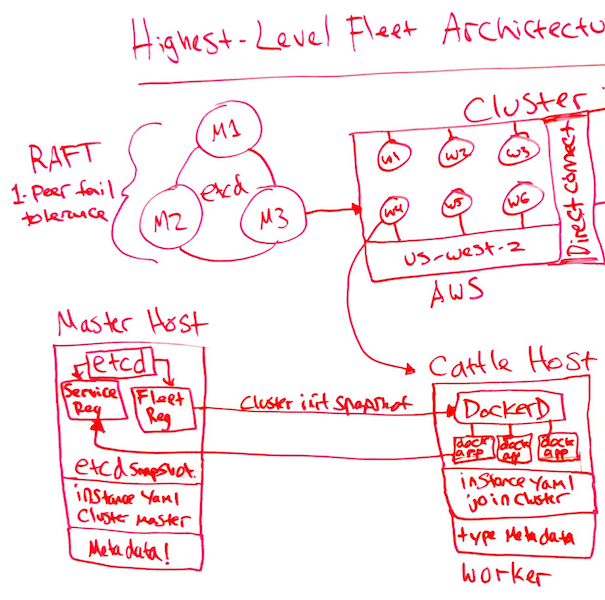 Highest-Level Fleet Archictectu
RAFT
1-Peer fail
tolerance
M1
etcd
M2
M3
Cluster
W1
W2
W3
W4
W5
W6
us-west-2
Direct connect
AWS
Master Host
etcd
Service
Reg
Fleet
Reg
etcd snapshot
instance yaml
Cluster Master
Metadata!
Cluster init snapshot
Cattle Host
DockerD
dock
app
dock
app
dock
app
instance yaml
join cluster
type Metadata
worker